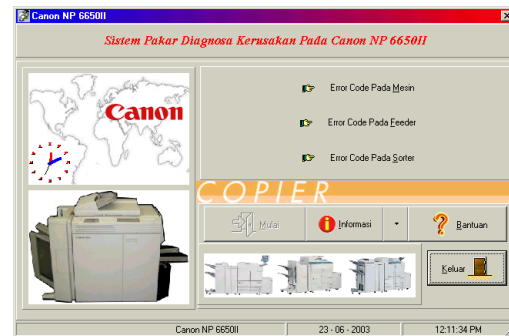 Canon NP 6650II
Sistem Pakar Diagnosa Kerusakan Pada Canon NP 6650II
Canon
Error Code Pada Mesin
Error Code Pada Feeder
Error Code Pada Sorter
COPIER
Mulai
Informasi
Bantuan
Keluar
Canon NP 6650II 23 - 06 - 2003 12:11:34 PM